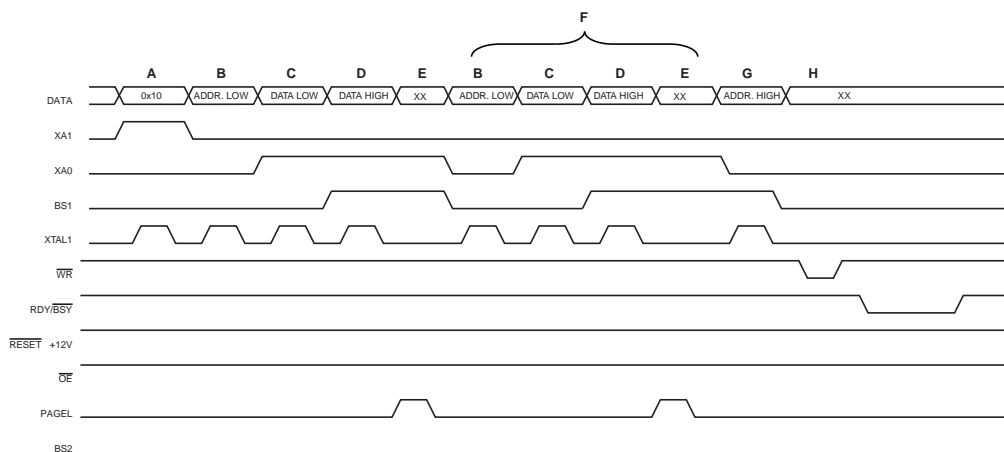 F
A B C D E B C D E G H
DATA 0x10 ADDR. LOW DATA LOW DATA HIGH XX ADDR. LOW DATA LOW DATA HIGH XX ADDR. HIGH XX
XA1
XA0
BS1
XTAL1
WR
RDY/BSY
RESET +12V
OE
PAGEL
BS2